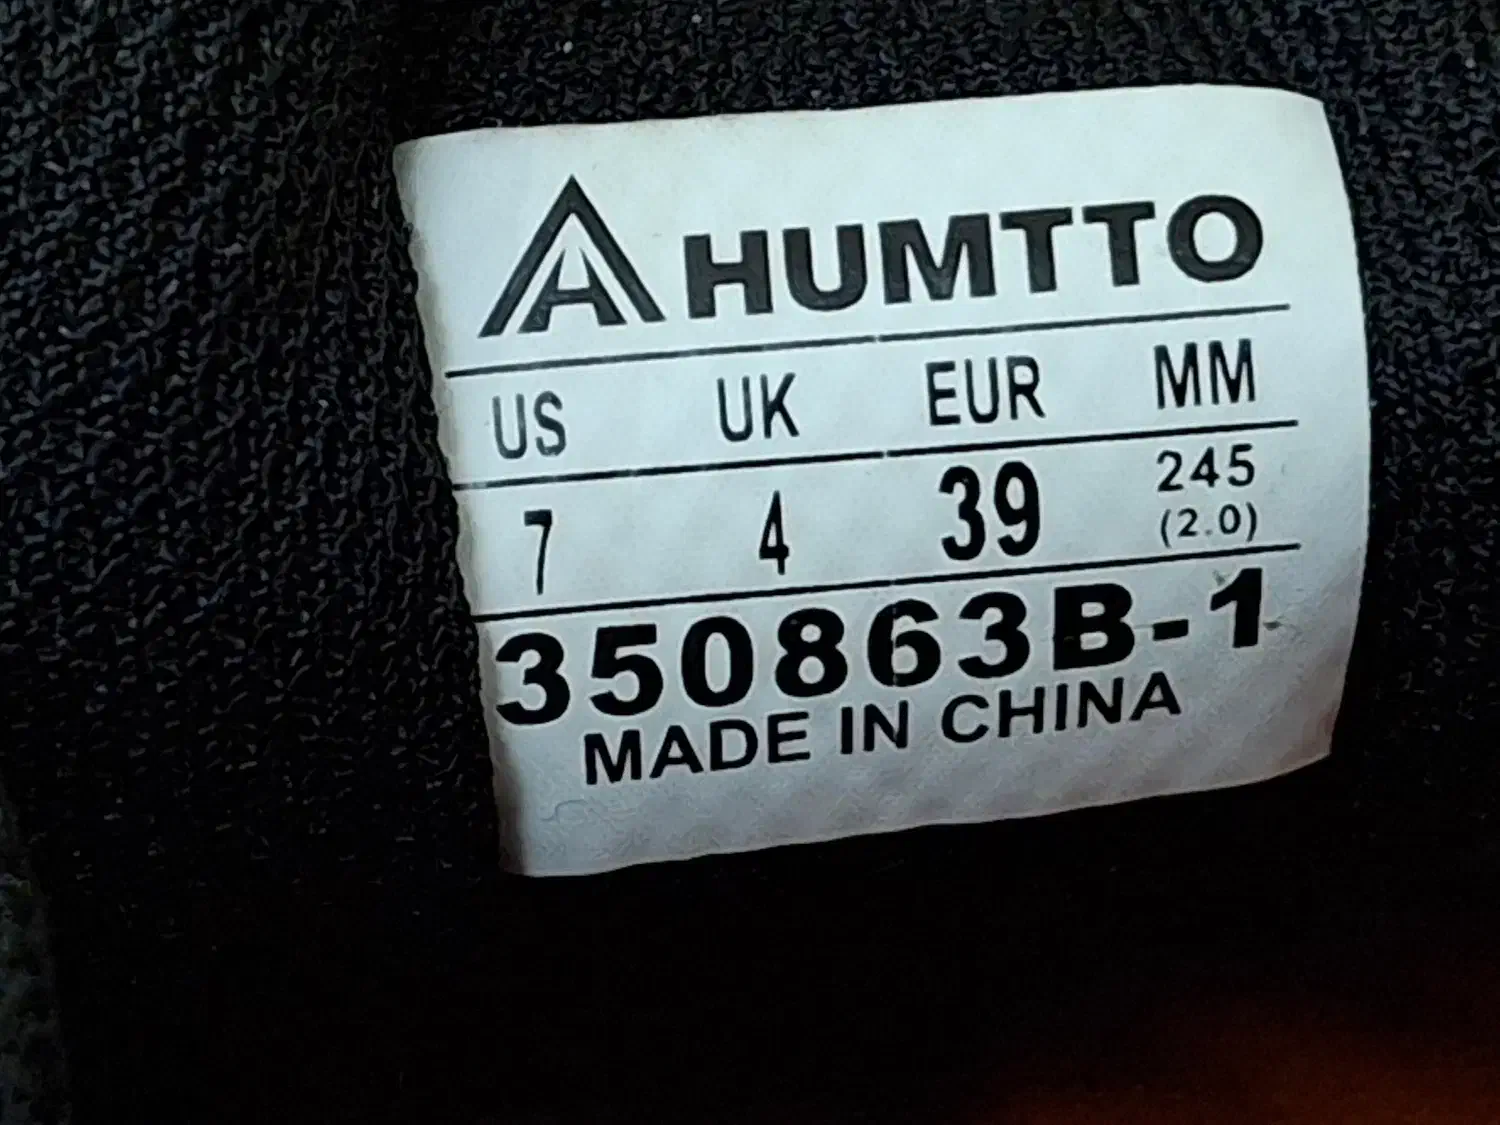 HUMTTO
US UK EUR MM
7 4 39 245
(2.0)
350863B-1
MADE IN CHINA